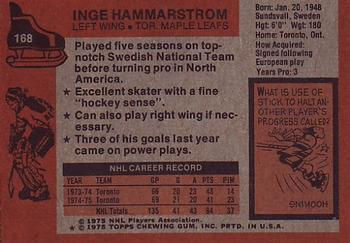 168
INGE HAMMARSTROM
LEFT WING • TOR. MAPLE LEAFS
Played five seasons on top-
notch Swedish National Team
before turning pro in North
America.
★ Excellent skater with a fine
"hockey sense".
★ Can also play right wing if nec-
essary.
★ Three of his goals last year
came on power plays.
NHL CAREER RECORD
YEAR TEAM GP G A PTS PIM
1973-74 Toronto 66 20 23 43 14
1974-75 Toronto 69 21 20 41 23
NHL Totals 135 41 43 84 37
© 1975 NHL Players Association.
★© 1975 TOPPS CHEWING GUM, INC. PRTD. IN U.S.A.
Born: Jan. 20, 1948
Sundsvall, Sweden
Hgt: 6'0" Wgt: 180
Home: Toronto, Ont.
How Acquired:
Signed following
European play
Years Pro: 3
WHAT IS USE OF
STICK TO HALT AN-
OTHER PLAYER'S
PROGRESS CALLED?
HOOKING